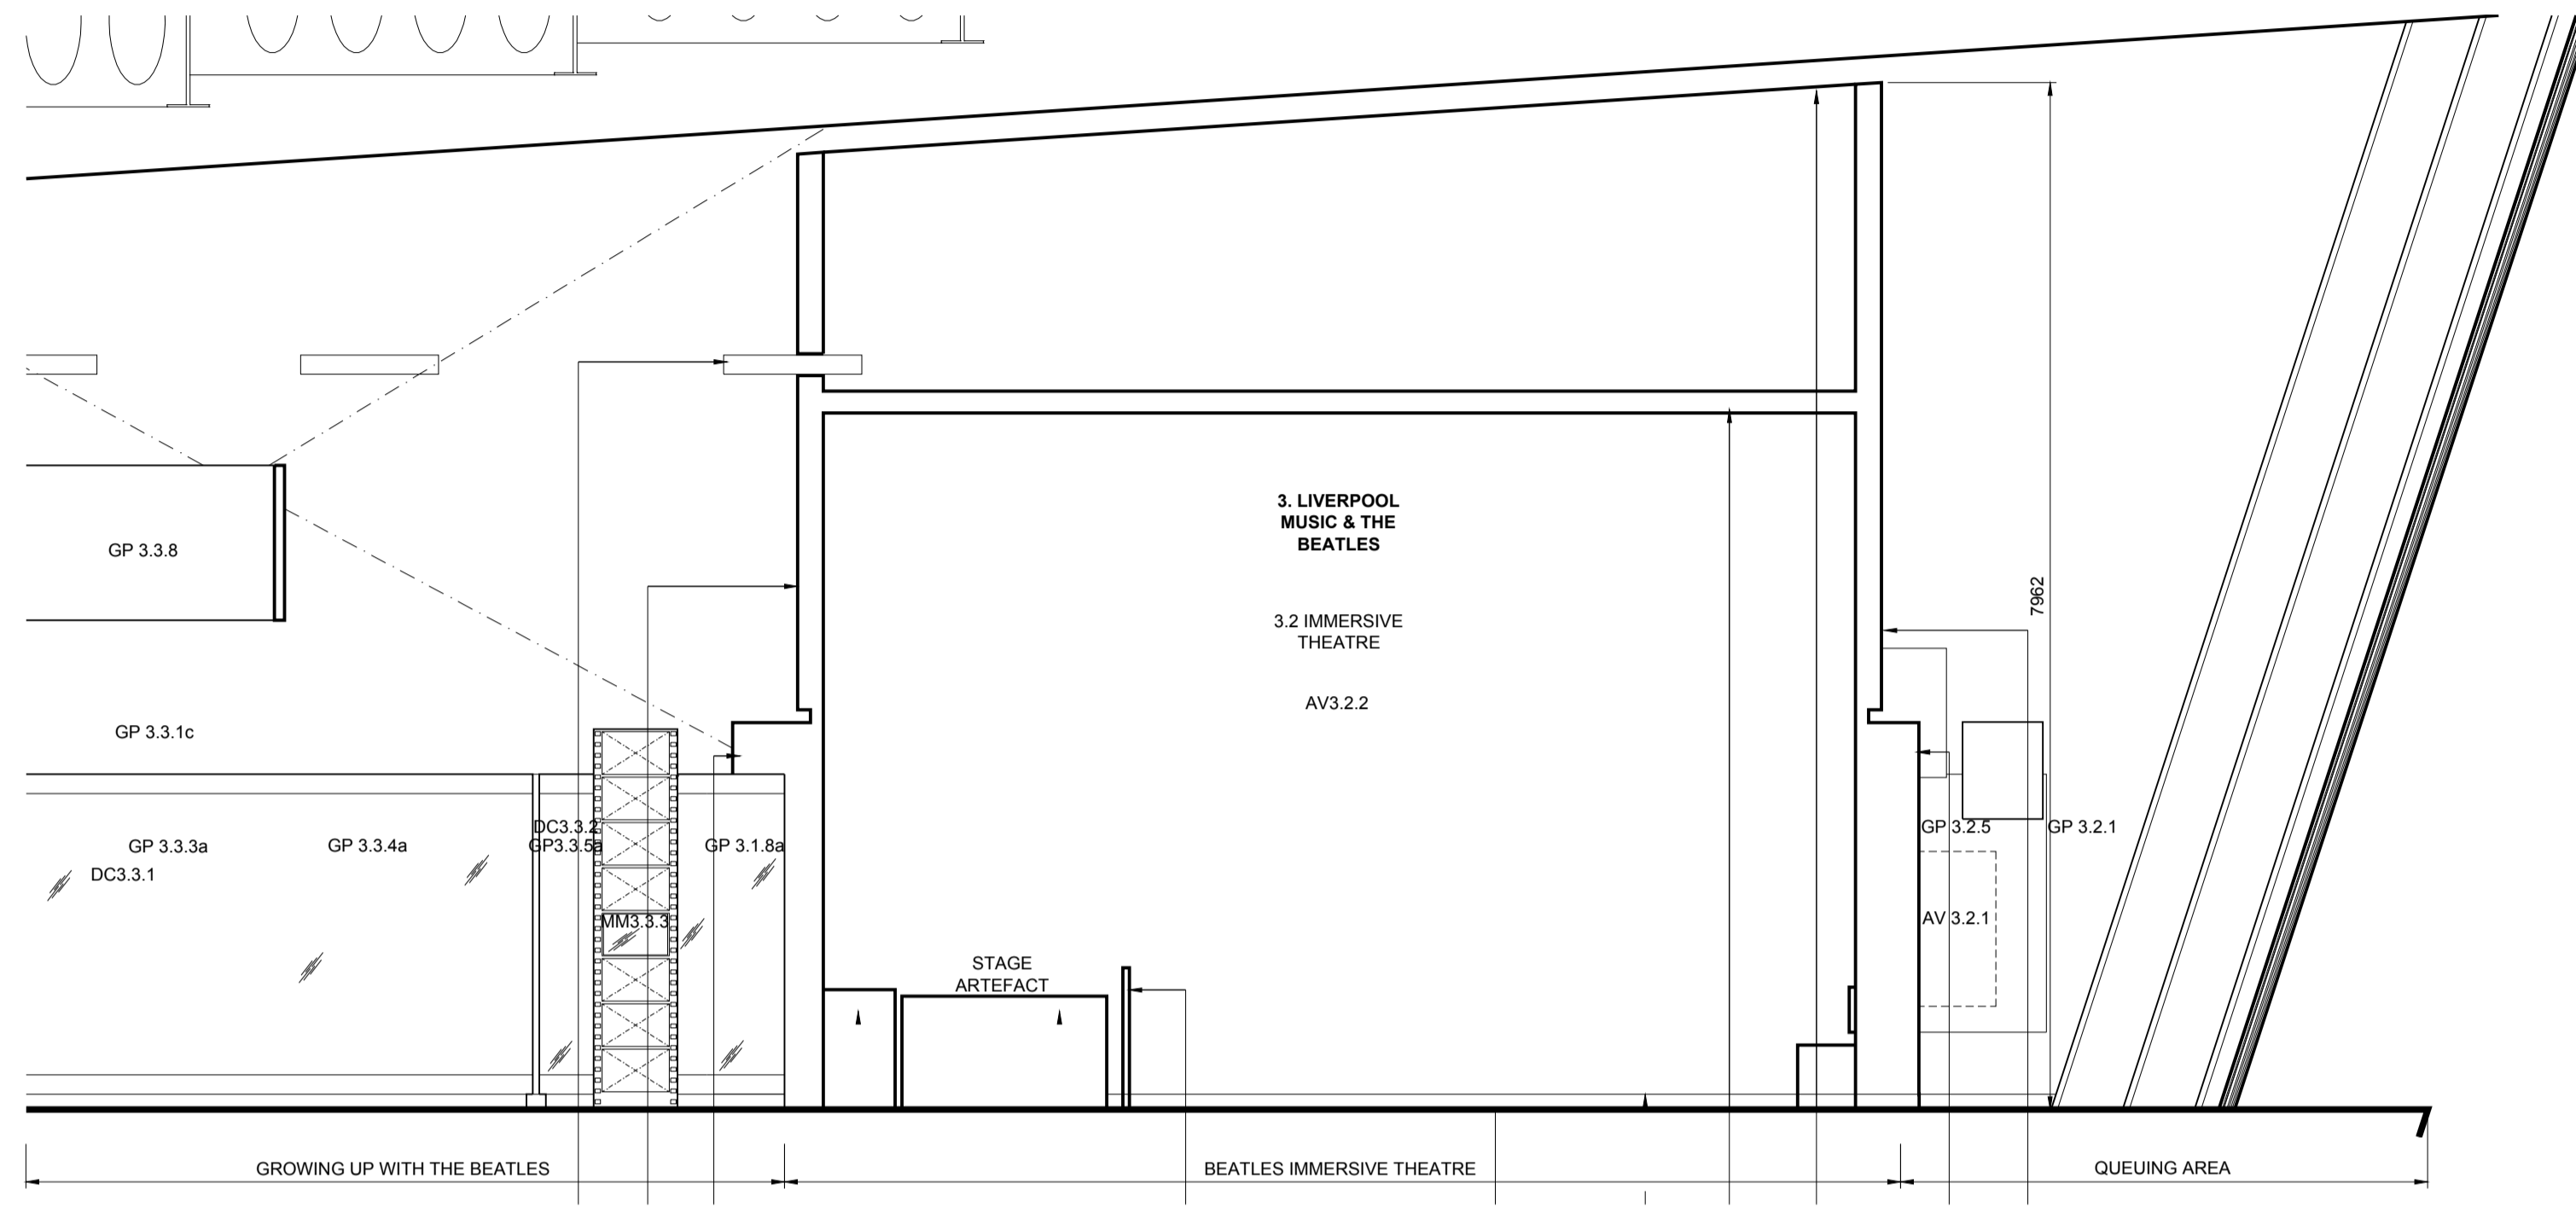 3. LIVERPOOL
MUSIC & THE
BEATLES
GP 3.3.8
7962
3.2 IMMERSIVE
THEATRE
AV3.2.2
GP 3.3.1c
DC3.3.2
GP 3.2.5
GP 3.2.1
GP 3.3.3a
GP 3.3.4a
GP3.3.5a
GP 3.1.8a
DC3.3.1
MM3.3.3
AV 3.2.1
STAGE
ARTEFACT
GROWING UP WITH THE BEATLES
BEATLES IMMERSIVE THEATRE
QUEUING AREA